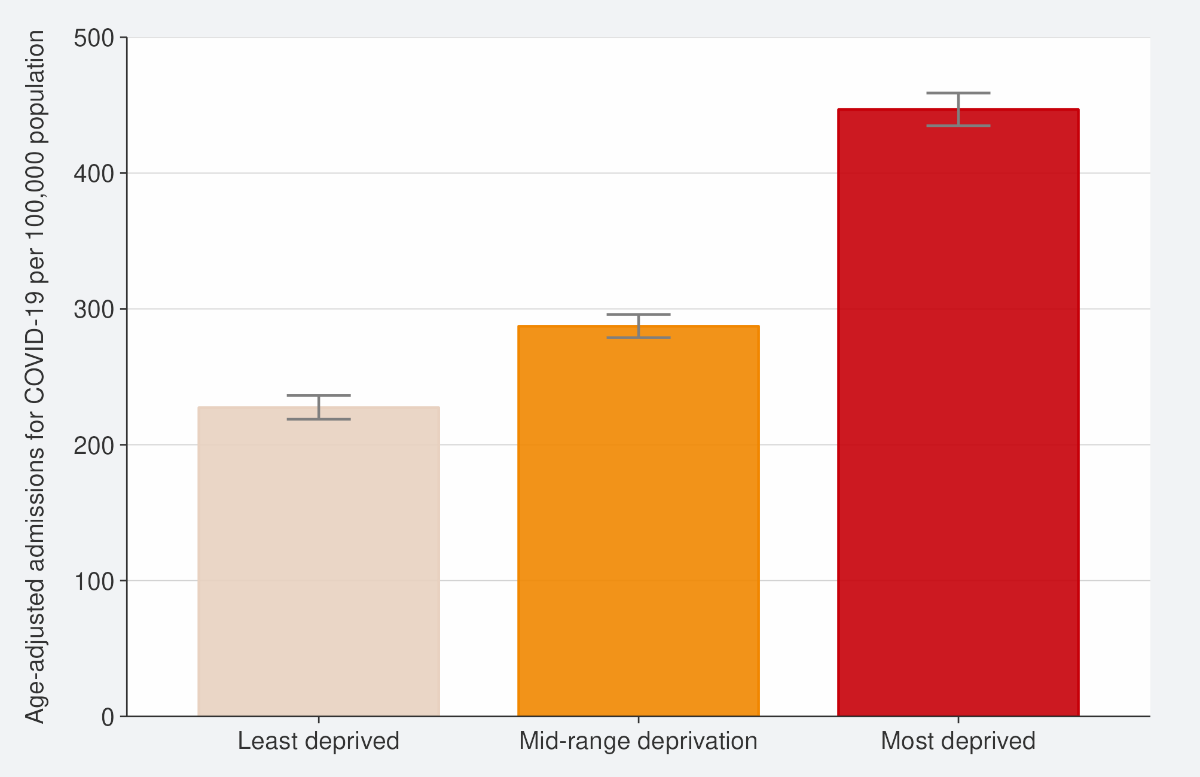 Age-adjusted admissions for COVID-19 per 100,000 population
500
400
300
200
100
0
Least deprived
Mid-range deprivation
Most deprived